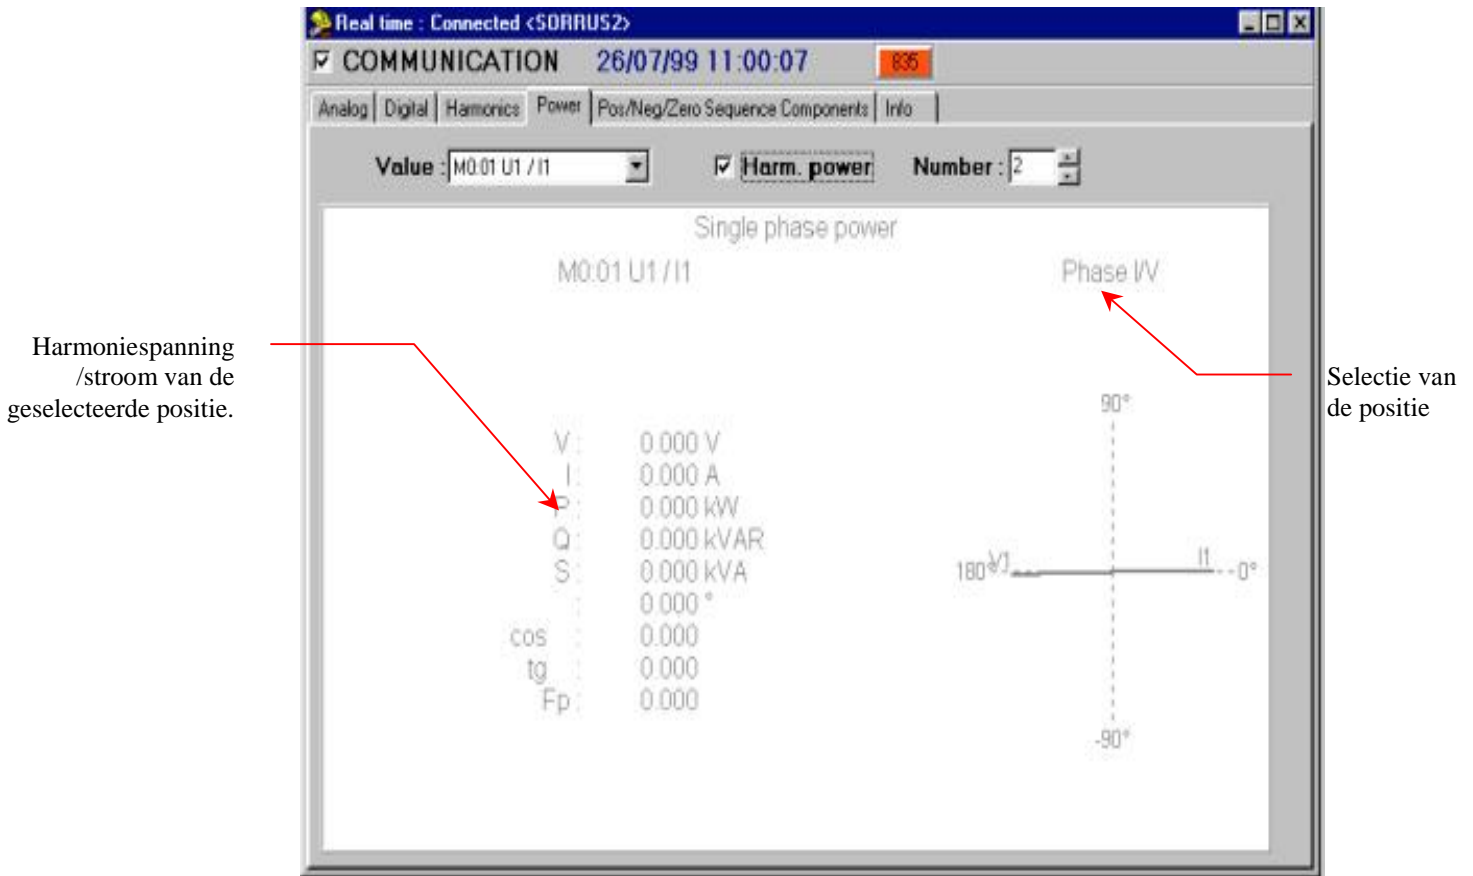 Real time : Connected <SORRUS2>
COMMUNICATION 26/07/99 11:00:07 835
Analog Digital Harmonics Power Pos/Neg/Zero Sequence Components Info
Value : M0:01 U1 / I1 Harm. power Number : 2
Single phase power
M0:01 U1 / I1 Phase I/V
Harmoniespanning
/stroom van de
geselecteerde positie.
Selectie van
de positie
V : 0.000 V
I : 0.000 A
P : 0.000 kW
Q : 0.000 kVAR
S : 0.000 kVA
: 0.000 °
cos : 0.000
tg : 0.000
Fp : 0.000
90°
180° V1 I1 0°
-90°